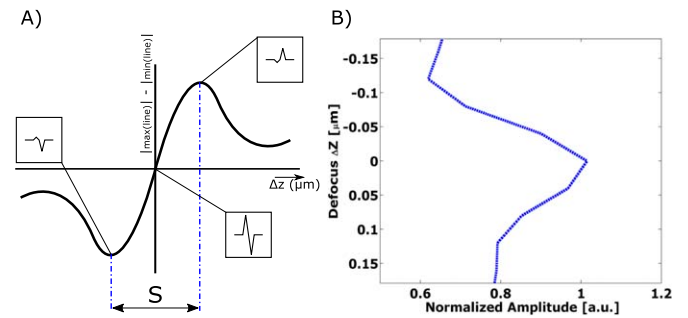 A)
|max(line)| - |min(line)|
Δz (μm)
S
B)
Defocus ΔZ [μm]
-0.15
-0.1
-0.05
0
0.05
0.1
0.15
0.6 0.8 1 1.2
Normalized Amplitude [a.u.]